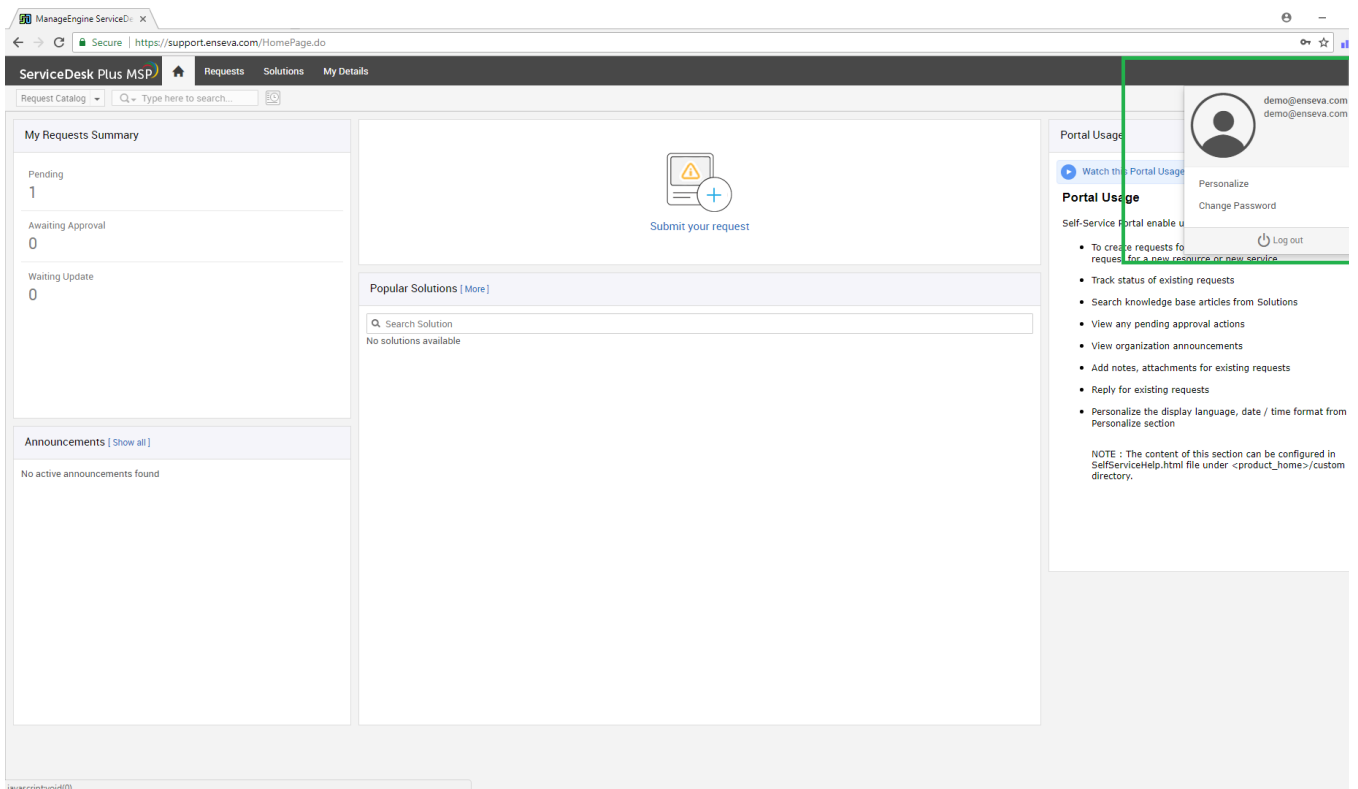 ManageEngine ServiceDe
Secure | https://support.enseva.com/HomePage.do
ServiceDesk Plus MSP
Requests
Solutions
My Details
Request Catalog
Type here to search...
My Requests Summary
Pending
1
Awaiting Approval
0
Waiting Update
0
Announcements [ Show all ]
No active announcements found
Submit your request
Popular Solutions [ More ]
Search Solution
No solutions available
demo@enseva.com
demo@enseva.com
Personalize
Change Password
Log out
Portal Usage
Watch this Portal Usage
Portal Usage
Self-Service Portal enable u
• To create requests fo
request for a new resource or new service
• Track status of existing requests
• Search knowledge base articles from Solutions
• View any pending approval actions
• View organization announcements
• Add notes, attachments for existing requests
• Reply for existing requests
• Personalize the display language, date / time format from
Personalize section
NOTE : The content of this section can be configured in
SelfServiceHelp.html file under <product_home>/custom
directory.
javascript:void(0)